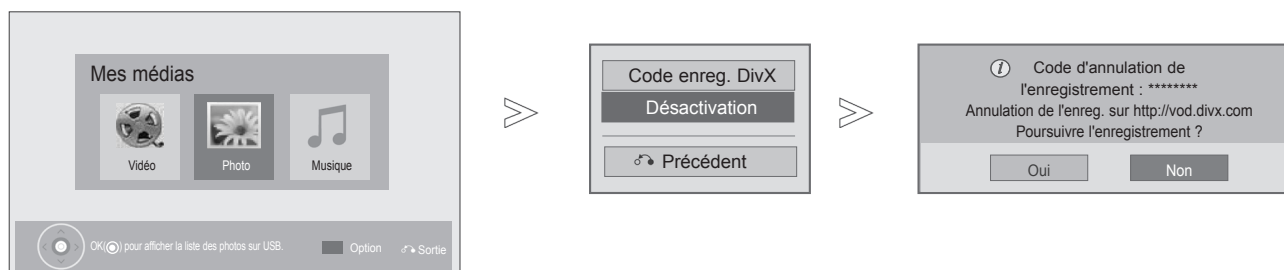 Mes médias
Vidéo
Photo
Musique
OK(◉) pour afficher la liste des photos sur USB.
Option
Sortie
Code enreg. DivX
Désactivation
Précédent
Code d'annulation de
l'enregistrement : ********
Annulation de l'enreg. sur http://vod.divx.com
Poursuivre l'enregistrement ?
Oui
Non